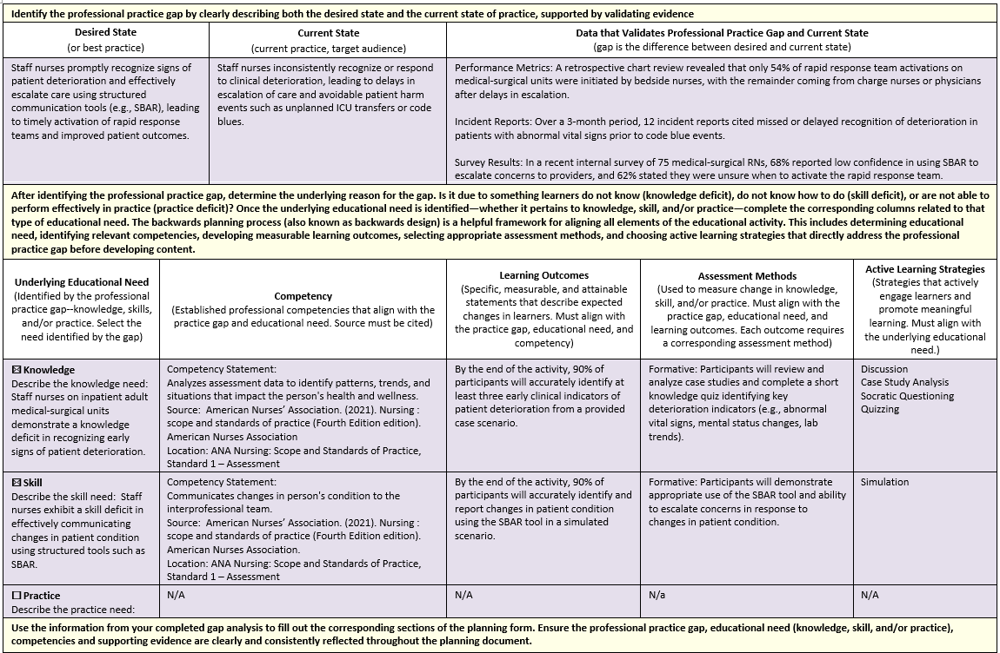 Identify the professional practice gap by clearly describing both the desired state and the current state of practice, supported by validating evidence
Desired State
(or best practice)
Current State
(current practice, target audience)
Data that Validates Professional Practice Gap and Current State
(gap is the difference between desired and current state)
Staff nurses promptly recognize signs of
patient deterioration and effectively
escalate care using structured
communication tools (e.g., SBAR), leading
to timely activation of rapid response
teams and improved patient outcomes.
Staff nurses inconsistently recognize or respond
to clinical deterioration, leading to delays in
escalation of care and avoidable patient harm
events such as unplanned ICU transfers or code
blues.
Performance Metrics: A retrospective chart review revealed that only 54% of rapid response team activations on
medical-surgical units were initiated by bedside nurses, with the remainder coming from charge nurses or physicians
after delays in escalation.
Incident Reports: Over a 3-month period, 12 incident reports cited missed or delayed recognition of deterioration in
patients with abnormal vital signs prior to code blue events.
Survey Results: In a recent internal survey of 75 medical-surgical RNs, 68% reported low confidence in using SBAR to
escalate concerns to providers, and 62% stated they were unsure when to activate the rapid response team.
After identifying the professional practice gap, determine the underlying reason for the gap. Is it due to something learners do not know (knowledge deficit), do not know how to do (skill deficit), or are not able to
perform effectively in practice (practice deficit)? Once the underlying educational need is identified—whether it pertains to knowledge, skill, and/or practice—complete the corresponding columns related to that
type of educational need. The backwards planning process (also known as backwards design) is a helpful framework for aligning all elements of the educational activity. This includes determining educational
need, identifying relevant competencies, developing measurable learning outcomes, selecting appropriate assessment methods, and choosing active learning strategies that directly address the professional
practice gap before developing content.
Underlying Educational Need
(Identified by the professional
practice gap--knowledge, skills,
and/or practice. Select the
need identified by the gap)
Competency
(Established professional competencies that align with the
practice gap and educational need. Source must be cited)
Learning Outcomes
(Specific, measurable, and attainable
statements that describe expected
changes in learners. Must align with
the practice gap, educational need, and
competency)
Assessment Methods
(Used to measure change in knowledge,
skill, and/or practice. Must align with the
practice gap, educational need, and
learning outcomes. Each outcome requires
a corresponding assessment method)
Active Learning Strategies
(Strategies that actively
engage learners and
promote meaningful
learning. Must align with
the underlying educational
need.)
☒ Knowledge
Describe the knowledge need:
Staff nurses on inpatient adult
medical-surgical units
demonstrate a knowledge
deficit in recognizing early
signs of patient deterioration.
Competency Statement:
Analyzes assessment data to identify patterns, trends, and
situations that impact the person's health and wellness.
Source: American Nurses' Association. (2021). Nursing :
scope and standards of practice (Fourth Edition edition).
American Nurses Association
Location: ANA Nursing: Scope and Standards of Practice,
Standard 1 – Assessment
By the end of the activity, 90% of
participants will accurately identify at
least three early clinical indicators of
patient deterioration from a provided
case scenario.
Formative: Participants will review and
analyze case studies and complete a short
knowledge quiz identifying key
deterioration indicators (e.g., abnormal
vital signs, mental status changes, lab
trends).
Discussion
Case Study Analysis
Socratic Questioning
Quizzing
☒ Skill
Describe the skill need: Staff
nurses exhibit a skill deficit in
effectively communicating
changes in patient condition
using structured tools such as
SBAR.
Competency Statement:
Communicates changes in person's condition to the
interprofessional team.
Source: American Nurses' Association. (2021). Nursing :
scope and standards of practice (Fourth Edition edition).
American Nurses Association.
Location: ANA Nursing: Scope and Standards of Practice,
Standard 1 – Assessment
By the end of the activity, 90% of
participants will accurately identify and
report changes in patient condition
using the SBAR tool in a simulated
scenario.
Formative: Participants will demonstrate
appropriate use of the SBAR tool and ability
to escalate concerns in response to
changes in patient condition.
Simulation
☐ Practice
Describe the practice need:
N/A
N/A
N/a
N/A
Use the information from your completed gap analysis to fill out the corresponding sections of the planning form. Ensure the professional practice gap, educational need (knowledge, skill, and/or practice),
competencies and supporting evidence are clearly and consistently reflected throughout the planning document.